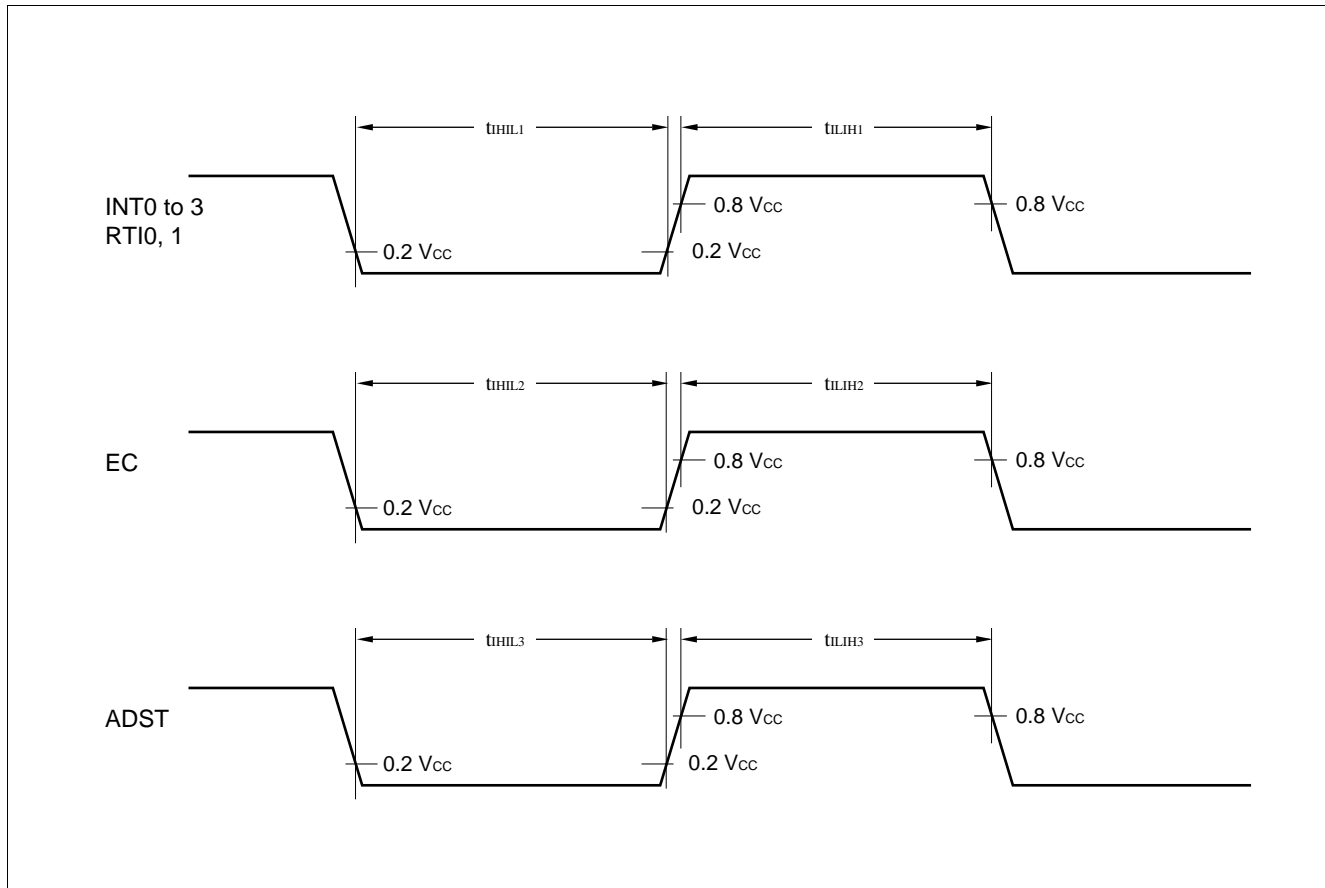 tIHIL1
tILIH1
INT0 to 3
RTI0, 1
0.8 VCC
0.8 VCC
0.2 VCC
0.2 VCC
tIHIL2
tILIH2
EC
0.8 VCC
0.8 VCC
0.2 VCC
0.2 VCC
tIHIL3
tILIH3
ADST
0.8 VCC
0.8 VCC
0.2 VCC
0.2 VCC